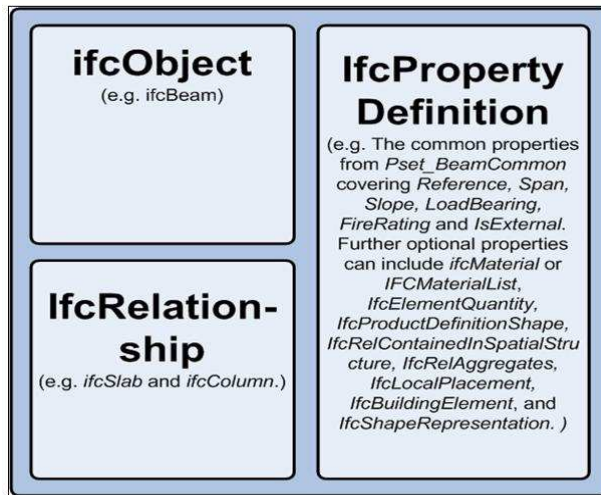 ifcObject
(e.g. ifcBeam)
IfcRelation-
ship
(e.g. ifcSlab and ifcColumn.)
IfcProperty
Definition
(e.g. The common properties
from Pset_BeamCommon
covering Reference, Span,
Slope, LoadBearing,
FireRating and IsExternal.
Further optional properties
can include ifcMaterial or
IFCMaterialList,
IfcElementQuantity,
IfcProductDefinitionShape,
IfcRelContainedInSpatialStru
cture, IfcRelAggregates,
IfcLocalPlacement,
IfcBuildingElement, and
IfcShapeRepresentation. )